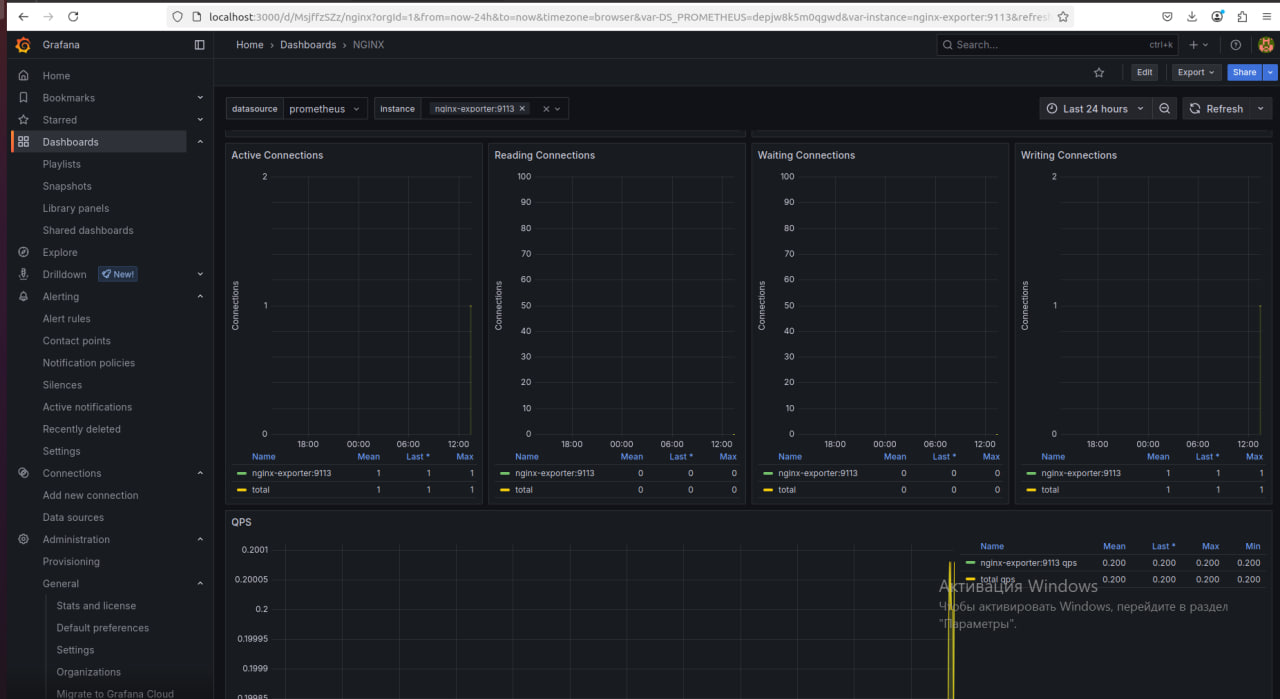 localhost:3000/d/MsjffzSZz/nginx?orgId=1&from=now-24h&to=now&timezone=browser&var-DS_PROMETHEUS=depjw8k5m0qgwd&var-instance=nginx-exporter:9113&refresh
Grafana
Home › Dashboards › NGINX
Search...
ctrl+k
Edit
Export
Share
Home
Bookmarks
Starred
Dashboards
Playlists
Snapshots
Library panels
Shared dashboards
Explore
Drilldown
New!
Alerting
Alert rules
Contact points
Notification policies
Silences
Active notifications
Recently deleted
Settings
Connections
Add new connection
Data sources
Administration
Provisioning
General
Stats and license
Default preferences
Settings
Organizations
Migrate to Grafana Cloud
datasource
prometheus
instance
nginx-exporter:9113
Last 24 hours
Refresh
Active Connections
Connections
2
1
0
18:00 00:00 06:00 12:00
Name Mean Last * Max
nginx-exporter:9113 1 1 1
total 1 1 1
Reading Connections
Connections
100
90
80
70
60
50
40
30
20
10
0
18:00 00:00 06:00 12:00
Name Mean Last * Max
nginx-exporter:9113 0 0 0
total 0 0 0
Waiting Connections
Connections
100
90
80
70
60
50
40
30
20
10
0
18:00 00:00 06:00 12:00
Name Mean Last * Max
nginx-exporter:9113 0 0 0
total 0 0 0
Writing Connections
Connections
2
1
0
18:00 00:00 06:00 12:00
Name Mean Last * Max
nginx-exporter:9113 1 1 1
total 1 1 1
QPS
0.2001
0.20005
0.2
0.19995
0.1999
0.19985
Name Mean Last * Max Min
nginx-exporter:9113 qps 0.200 0.200 0.200 0.200
total qps 0.200 0.200 0.200 0.200
Активация Windows
Чтобы активировать Windows, перейдите в раздел
"Параметры".